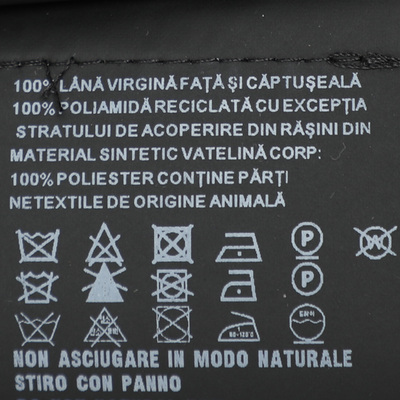 100% LÂNĂ VIRGINĂ FAȚĂ ȘI CĂPTUȘEALĂ
100% POLIAMIDĂ RECICLATĂ CU EXCEPȚIA
STRATULUI DE ACOPERIRE DIN RĂȘINI DIN
MATERIAL SINTETIC VATELINĂ CORP:
100% POLIESTER CONȚINE PĂRȚI
NETEXTILE DE ORIGINE ANIMALĂ
P
W
P
NON ASCIUGARE IN MODO NATURALE
STIRO CON PANNO